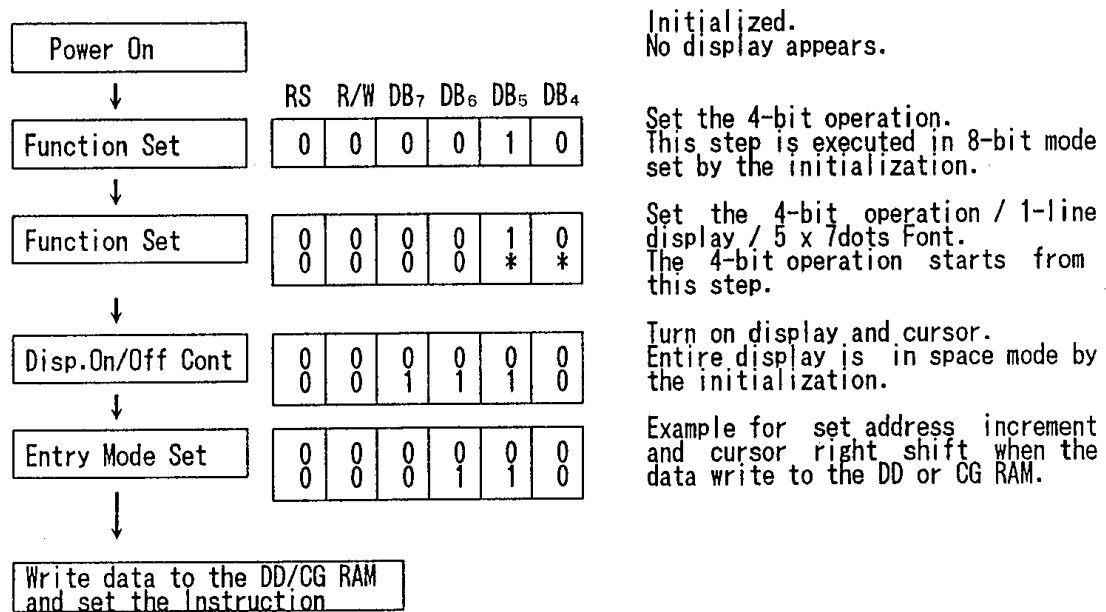 Power On
Initialized.
No display appears.
RS R/W DB₇ DB₆ DB₅ DB₄
Function Set
0 0 0 0 1 0
Set the 4-bit operation.
This step is executed in 8-bit mode
set by the initialization.
Function Set
0 0 0 0 1 0
0 0 0 0 * *
Set the 4-bit operation / 1-line
display / 5 x 7dots Font.
The 4-bit operation starts from
this step.
Disp.On/Off Cont
0 0 0 0 0 0
0 0 1 1 1 0
Turn on display and cursor.
Entire display is in space mode by
the initialization.
Entry Mode Set
0 0 0 0 0 0
0 0 0 1 1 0
Example for set address increment
and cursor right shift when the
data write to the DD or CG RAM.
Write data to the DD/CG RAM
and set the Instruction